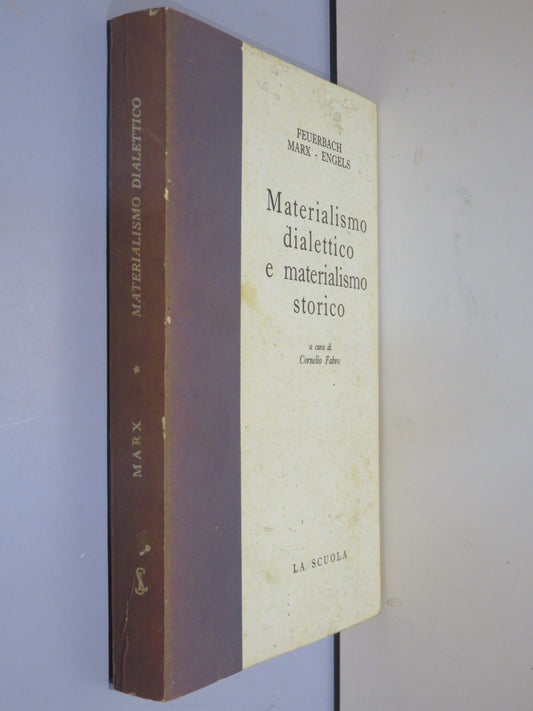 MARX * MATERIALISMO DIALETTICO
FEUERBACH
MARX - ENGELS
Materialismo
dialettico
e materialismo
storico
a cura di
Cornelio Fabro
LA SCUOLA